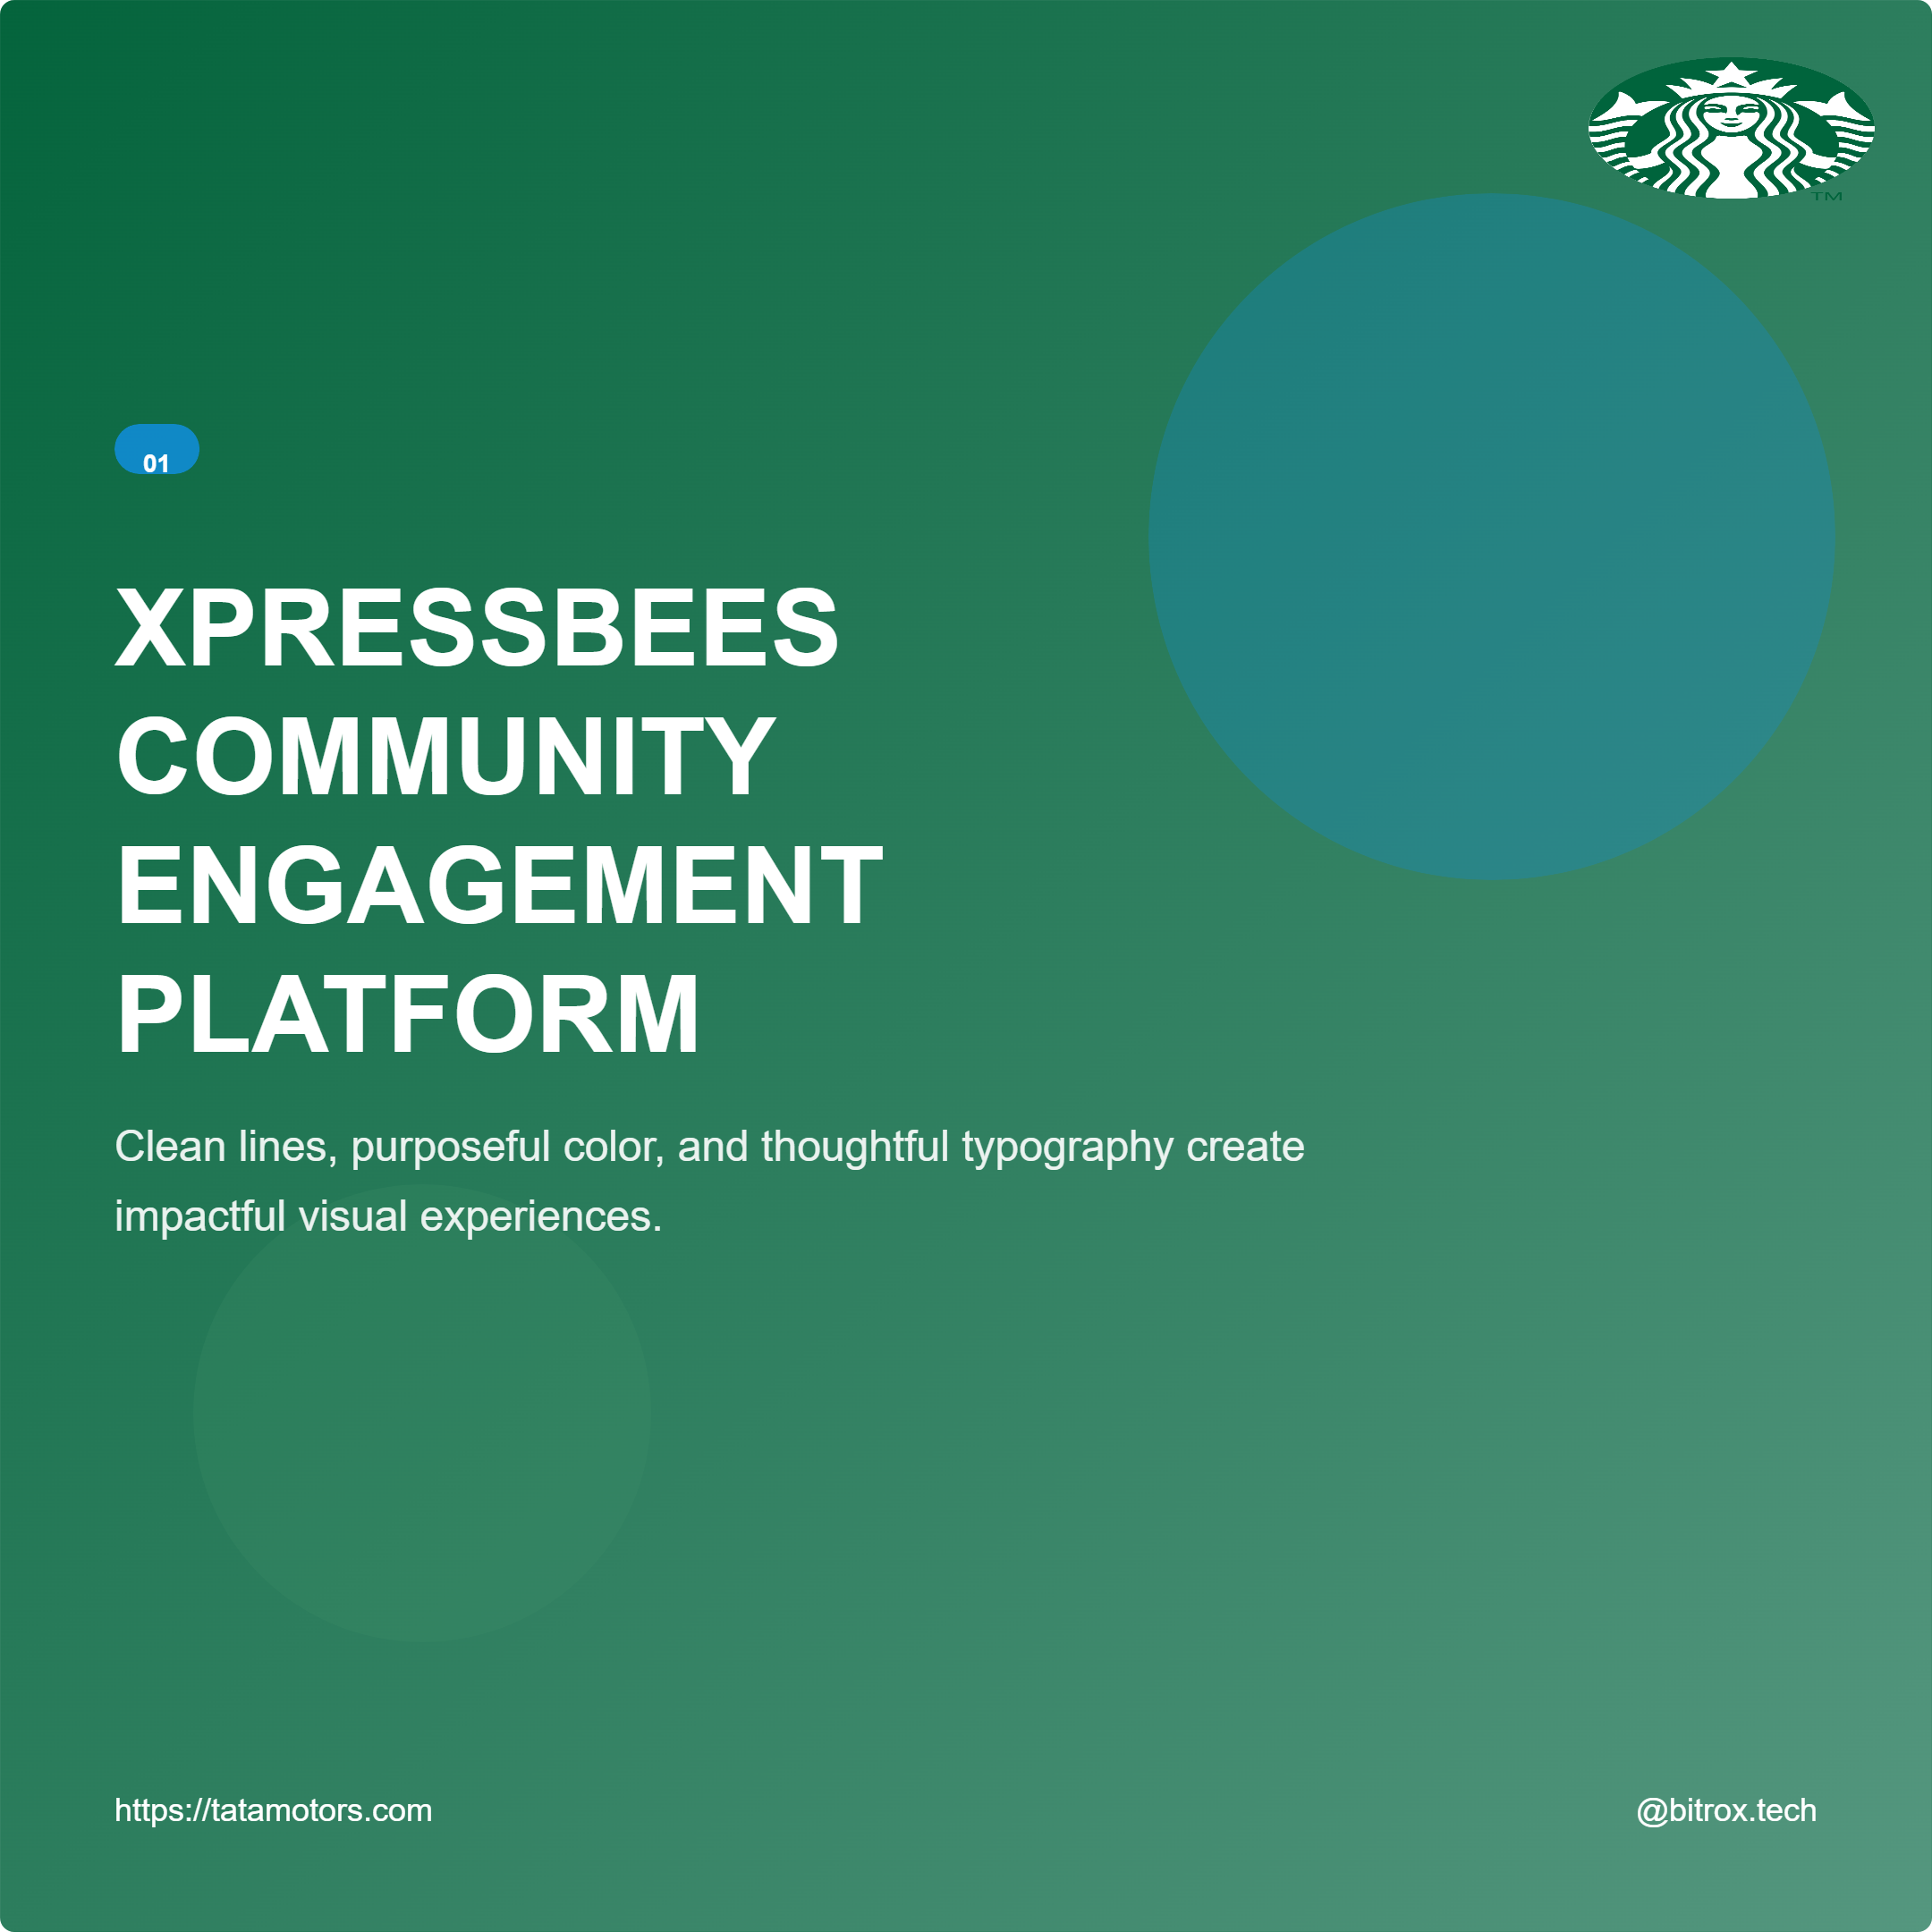 TM
01
XPRESSBEES
COMMUNITY
ENGAGEMENT
PLATFORM
Clean lines, purposeful color, and thoughtful typography create
impactful visual experiences.
https://tatamotors.com
@bitrox.tech